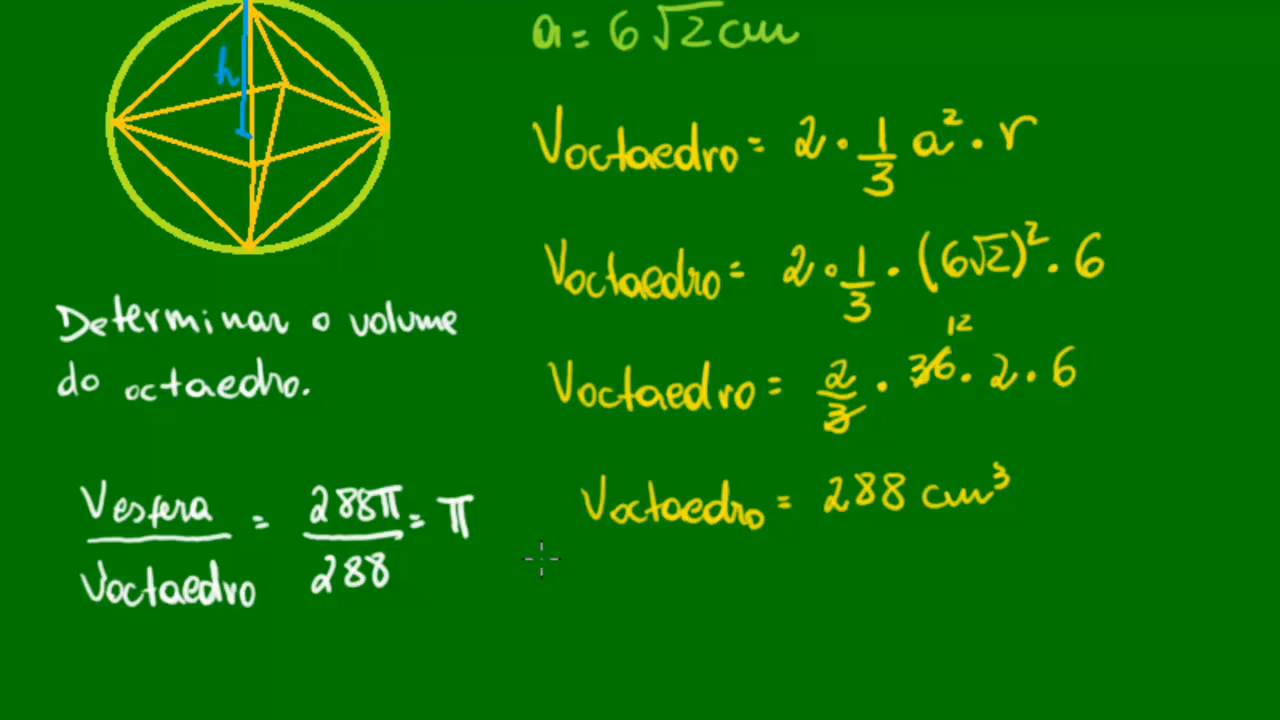 h
Determinar o volume
do octaedro.
Vesfera / Voctaedro = 288π / 288 = π
a = 6√2 cm
Voctaedro = 2 · 1/3 a² · r
Voctaedro = 2 · 1/3 · (6√2)² · 6
12
Voctaedro = 2/3 · 36 · 2 · 6
Voctaedro = 288 cm³